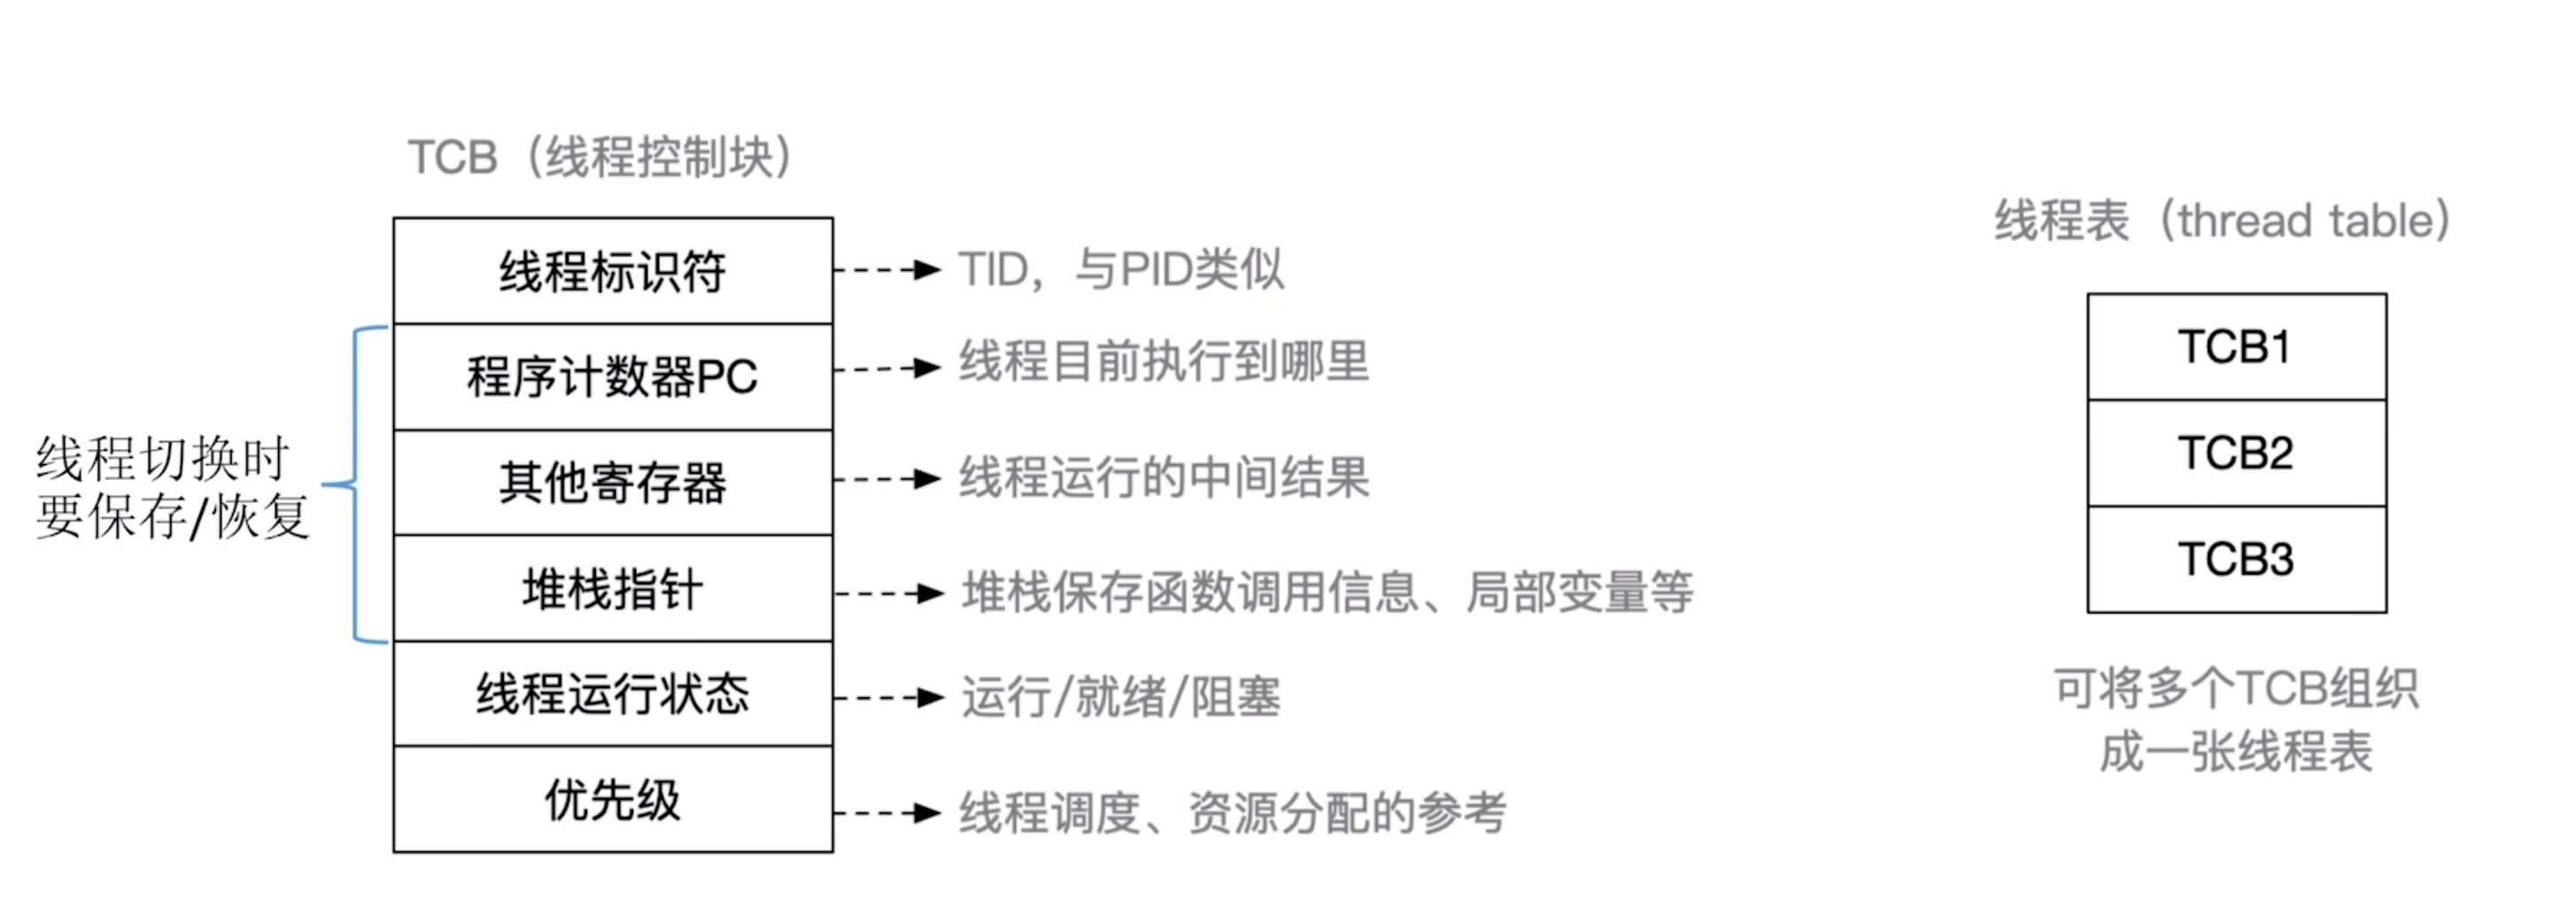 TCB（线程控制块）
线程标识符
TID，与PID类似
程序计数器PC
线程目前执行到哪里
其他寄存器
线程运行的中间结果
堆栈指针
堆栈保存函数调用信息、局部变量等
线程运行状态
运行/就绪/阻塞
优先级
线程调度、资源分配的参考
线程切换时
要保存/恢复
线程表（thread table）
TCB1
TCB2
TCB3
可将多个TCB组织
成一张线程表